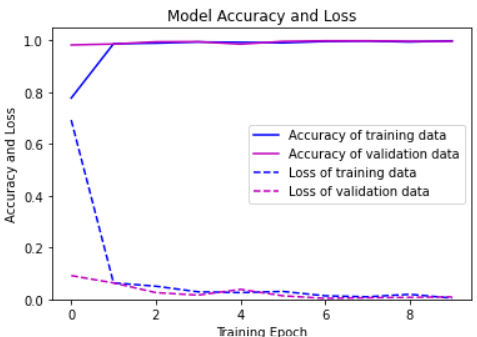 Model Accuracy and Loss
Accuracy and Loss
1.0
0.8
0.6
0.4
0.2
0.0
Accuracy of training data
Accuracy of validation data
Loss of training data
Loss of validation data
0 2 4 6 8
Training Epoch